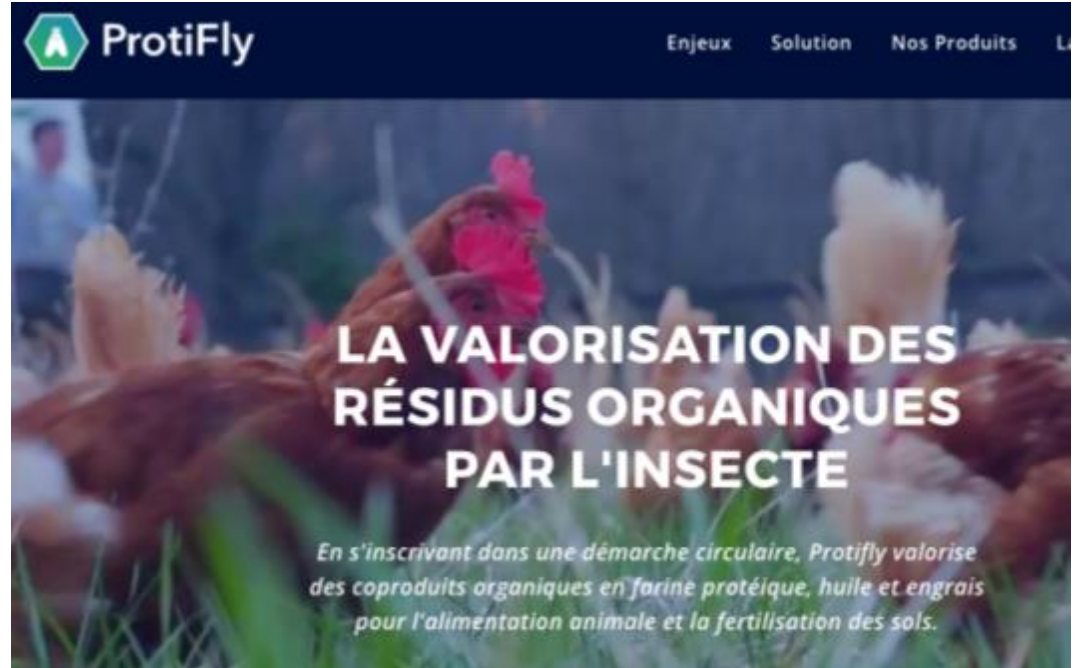 ProtiFly
Enjeux Solution Nos Produits
LA VALORISATION DES
RÉSIDUS ORGANIQUES
PAR L'INSECTE
En s'inscrivant dans une démarche circulaire, Protifly valorise
des coproduits organiques en farine protéique, huile et engrais
pour l'alimentation animale et la fertilisation des sols.